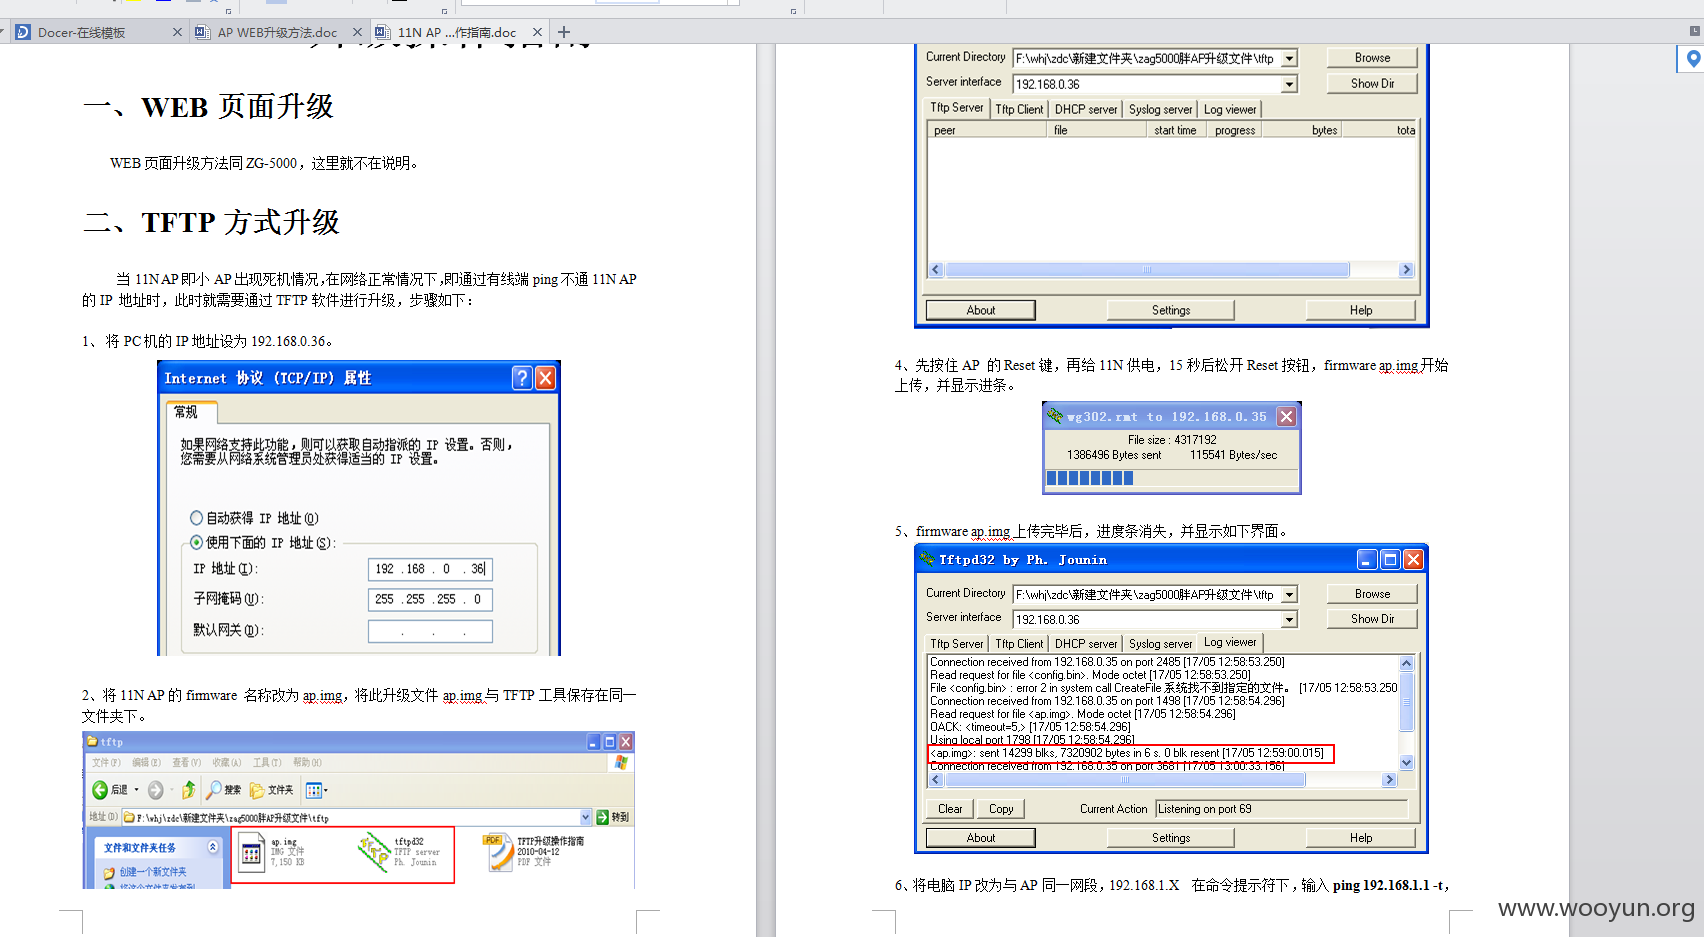 Docer-在线模板
AP WEB升级方法.doc
11N AP ...作指南.doc
一、WEB 页面升级
WEB 页面升级方法同 ZG-5000，这里就不在说明。
二、TFTP 方式升级
当 11N AP 即小 AP 出现死机情况,在网络正常情况下,即通过有线端 ping 不通 11N AP
的 IP 地址时，此时就需要通过 TFTP 软件进行升级，步骤如下：
1、 将 PC 机的 IP 地址设为 192.168.0.36。
Internet 协议 (TCP/IP) 属性
常规
如果网络支持此功能,则可以获取自动指派的 IP 设置。否则,
您需要从网络系统管理员处获得适当的 IP 设置。
自动获得 IP 地址(O)
使用下面的 IP 地址(S):
IP 地址(I):
192 .168 . 0 . 36
子网掩码(U):
255 .255 .255 . 0
默认网关(D):
2、将 11N AP 的 firmware 名称改为 ap.img，将此升级文件 ap.img 与 TFTP 工具保存在同一
文件夹下。
tftp
文件(F) 编辑(E) 查看(V) 收藏(A) 工具(T) 帮助(H)
后退 搜索 文件夹
地址(D) F:\whj\zdc\新建文件夹\zag5000胖AP升级文件\tftp 转到
文件和文件夹任务
创建一个新文件夹
将这个文件夹发布到
ap.img
IMG 文件
7,150 KB
tftpd32
TFTP server
Ph. Jounin
PDF
TFTP升级操作指南
2010-04-12
PDF 文件
Current Directory F:\whj\zdc\新建文件夹\zag5000胖AP升级文件\tftp Browse
Server interface 192.168.0.36 Show Dir
Tftp Server Tftp Client DHCP server Syslog server Log viewer
peer file start time progress bytes tota
About Settings Help
4、先按住 AP 的 Reset 键，再给 11N 供电，15 秒后松开 Reset 按钮，firmware ap.img 开始
上传，并显示进条。
wg302.rmt to 192.168.0.35
File size : 4317192
1386496 Bytes sent 115541 Bytes/sec
5、firmware ap.img 上传完毕后，进度条消失，并显示如下界面。
Tftpd32 by Ph. Jounin
Current Directory F:\whj\zdc\新建文件夹\zag5000胖AP升级文件\tftp Browse
Server interface 192.168.0.36 Show Dir
Tftp Server Tftp Client DHCP server Syslog server Log viewer
Connection received from 192.168.0.35 on port 2485 [17/05 12:58:53.250]
Read request for file <config.bin>. Mode octet [17/05 12:58:53.250]
File <config.bin> : error 2 in system call CreateFile 系统找不到指定的文件。 [17/05 12:58:53.250
Connection received from 192.168.0.35 on port 1498 [17/05 12:58:54.296]
Read request for file <ap.img>. Mode octet [17/05 12:58:54.296]
OACK: <timeout=5,> [17/05 12:58:54.296]
Using local port 1798 [17/05 12:58:54.296]
<ap.img>: sent 14299 blks, 7320902 bytes in 6 s. 0 blk resent [17/05 12:59:00.015]
Connection received from 192.168.0.35 on port 3681 [17/05 13:00:33.156]
Clear Copy Current Action Listening on port 69
About Settings Help
6、将电脑 IP 改为与 AP 同一网段，192.168.1.X 在命令提示符下，输入 ping 192.168.1.1 -t，
www.wooyun.org